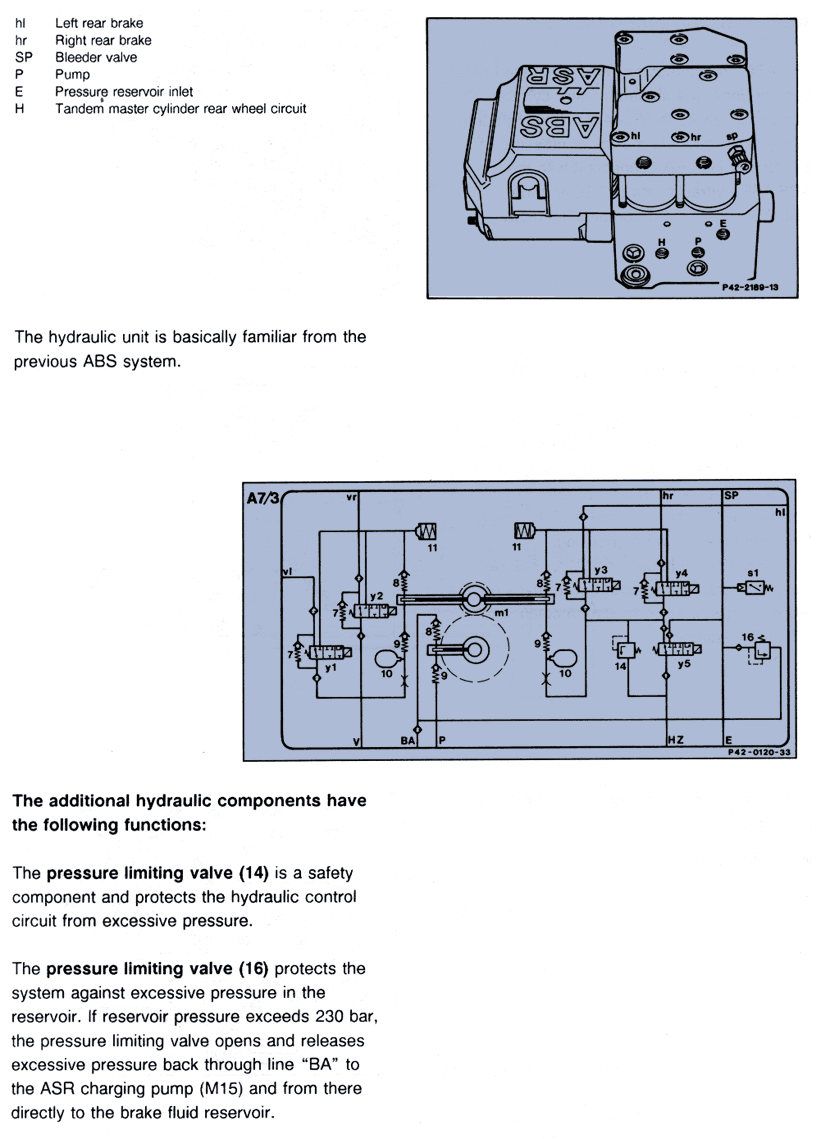 hl Left rear brake
hr Right rear brake
SP Bleeder valve
P Pump
E Pressure reservoir inlet
H Tandem master cylinder rear wheel circuit
ASR
ABS
hl hr sp
E
H P
P42-2189-13
The hydraulic unit is basically familiar from the
previous ABS system.
A7/3 vr hr SP
hl
11 11
vl y3 y4 s1
8 8 7 7
y2
m1
7 8 16
9 9
7 10 9 10 14
y1 y5
V BA P HZ E
P42-0120-33
The additional hydraulic components have
the following functions:
The pressure limiting valve (14) is a safety
component and protects the hydraulic control
circuit from excessive pressure.
The pressure limiting valve (16) protects the
system against excessive pressure in the
reservoir. If reservoir pressure exceeds 230 bar,
the pressure limiting valve opens and releases
excessive pressure back through line “BA” to
the ASR charging pump (M15) and from there
directly to the brake fluid reservoir.